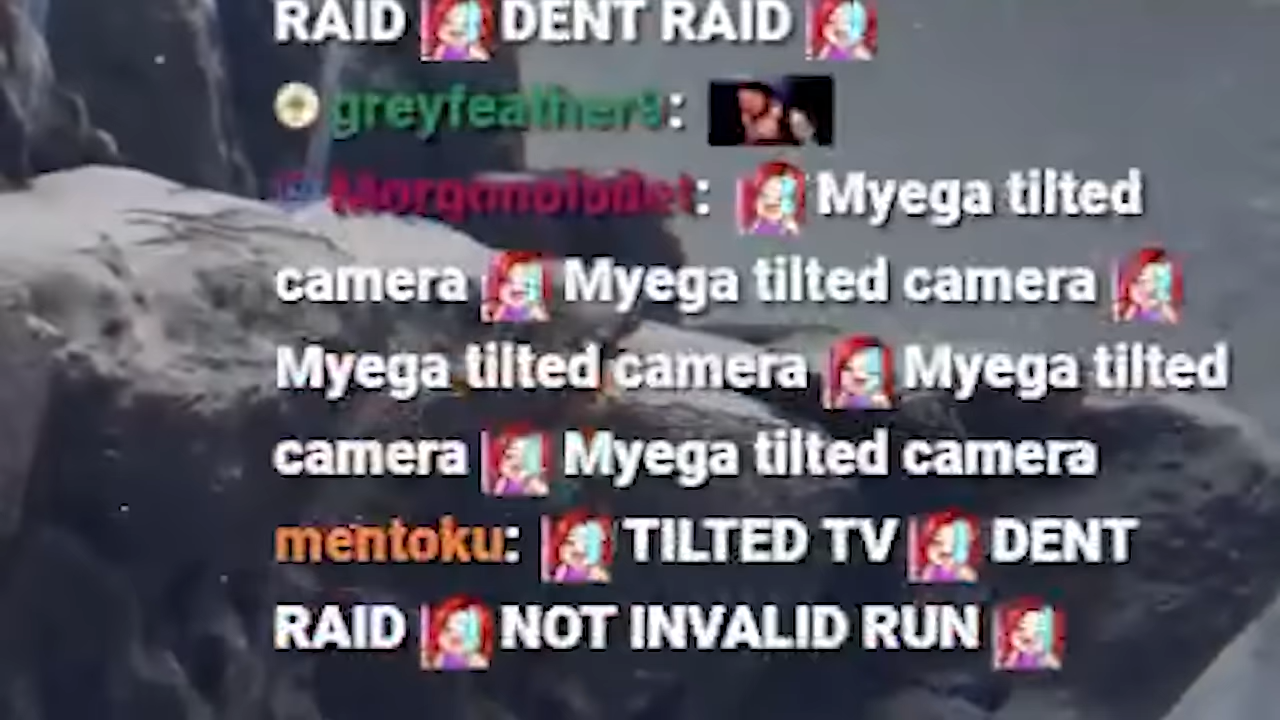 RAID DENT RAID
greyfeathers:
: Myega tilted
camera Myega tilted camera
Myega tilted camera Myega tilted
camera Myega tilted camera
mentoku: TILTED TV DENT
RAID NOT INVALID RUN